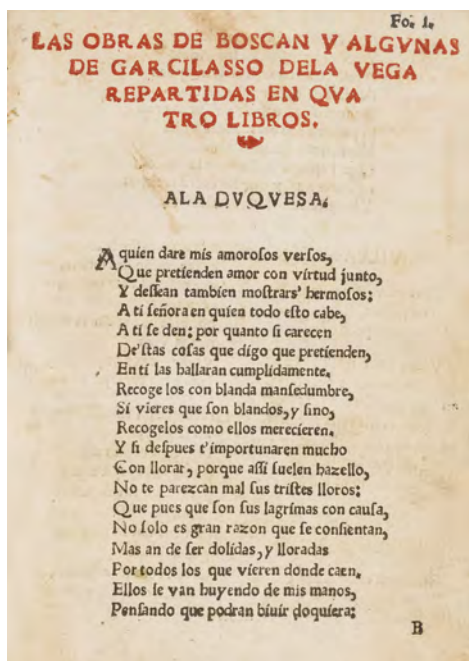 Fo. 1.
LAS OBRAS DE BOSCAN Y ALGVNAS
DE GARCILASSO DELA VEGA
REPARTIDAS EN QVA
TRO LIBROS.
ALA DVQVESA.
A quien dare mis amoroſos verſos,
Que pretienden amor con virtud junto,
Y deſſean tambien moſtrars' hermoſos:
A ti ſeñora en quien todo eſto cabe,
A ti ſe den: por quanto ſi carecen
De'ſtas coſas que digo que pretienden,
En ti las hallaran cumplidamente.
Recoge los con blanda manſedumbre,
Si vieres que ſon blandos, y ſino,
Recogelos como ellos merecieren.
Y ſi deſpues t'importunaren mucho
Con llorar, porque aſſi ſuelen hazello,
No te parezcan mal ſus triſtes lloros:
Que pues que ſon ſus lagrimas con cauſa,
No ſolo es gran razon que ſe conſientan,
Mas an de ſer dolidas, y lloradas
Por todos los que vieren donde caen.
Ellos ſe van huyendo de mis manos,
Penſando que podran biuir doquiera:
B